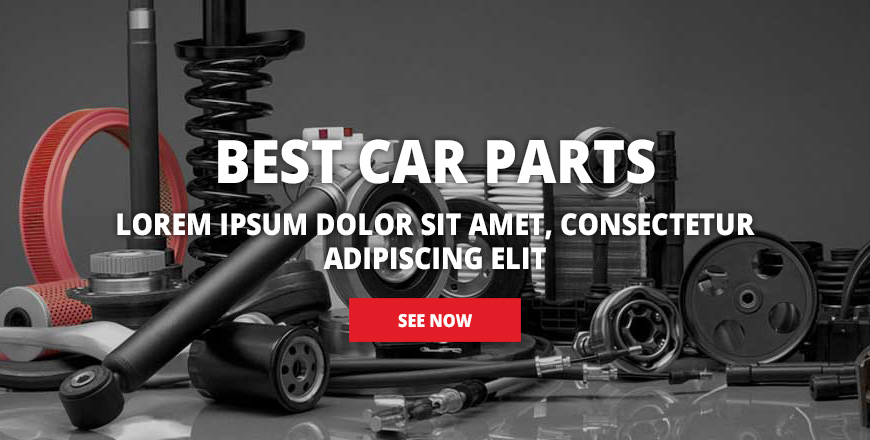 BEST CAR PARTS
LOREM IPSUM DOLOR SIT AMET, CONSECTETUR
ADIPISCING ELIT
SEE NOW